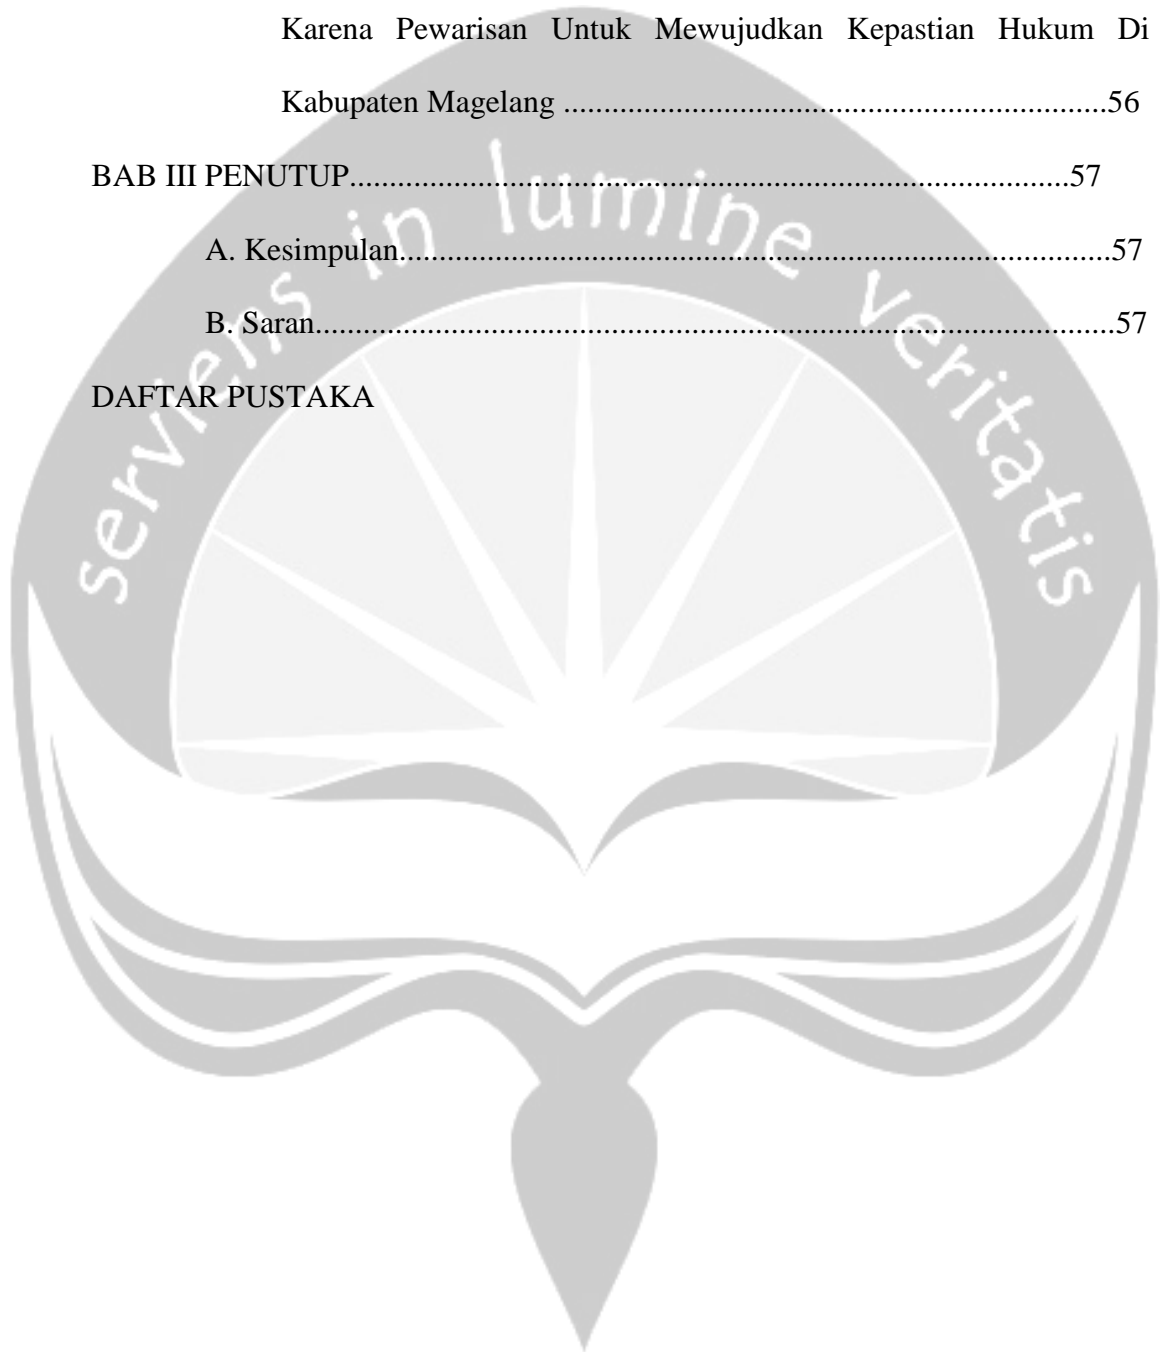 Karena Pewarisan Untuk Mewujudkan Kepastian Hukum Di
Kabupaten Magelang ....................................................................56
BAB III PENUTUP..........................................................................................57
A. Kesimpulan.........................................................................................57
B. Saran....................................................................................................57
DAFTAR PUSTAKA
serviens in lumine veritatis